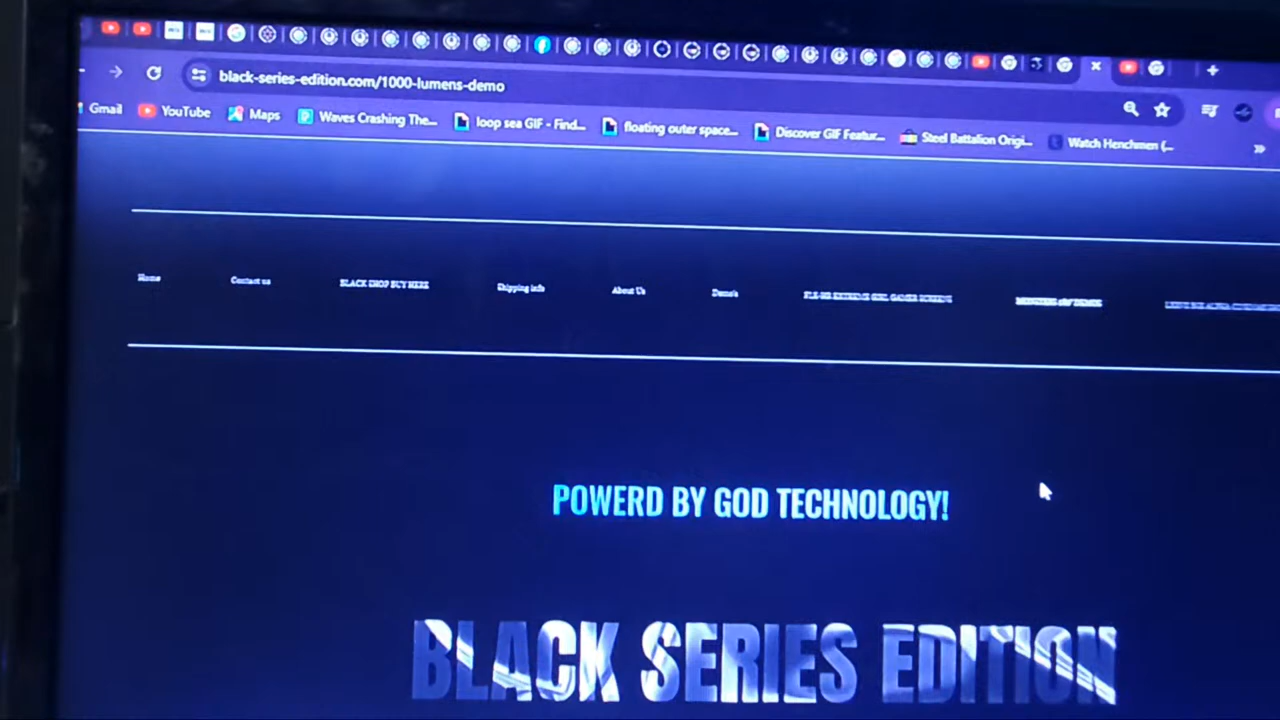 black-series-edition.com/1000-lumens-demo
Gmail YouTube Maps Waves Crashing The... loop sea GIF - Find... floating outer space... Discover GIF Featur... Steel Battalion Origi... Watch Henchmen (...
Home Contact us BLACK SHOP BUY HERE Shipping info About Us Demo's
POWERD BY GOD TECHNOLOGY!
BLACK SERIES EDITION